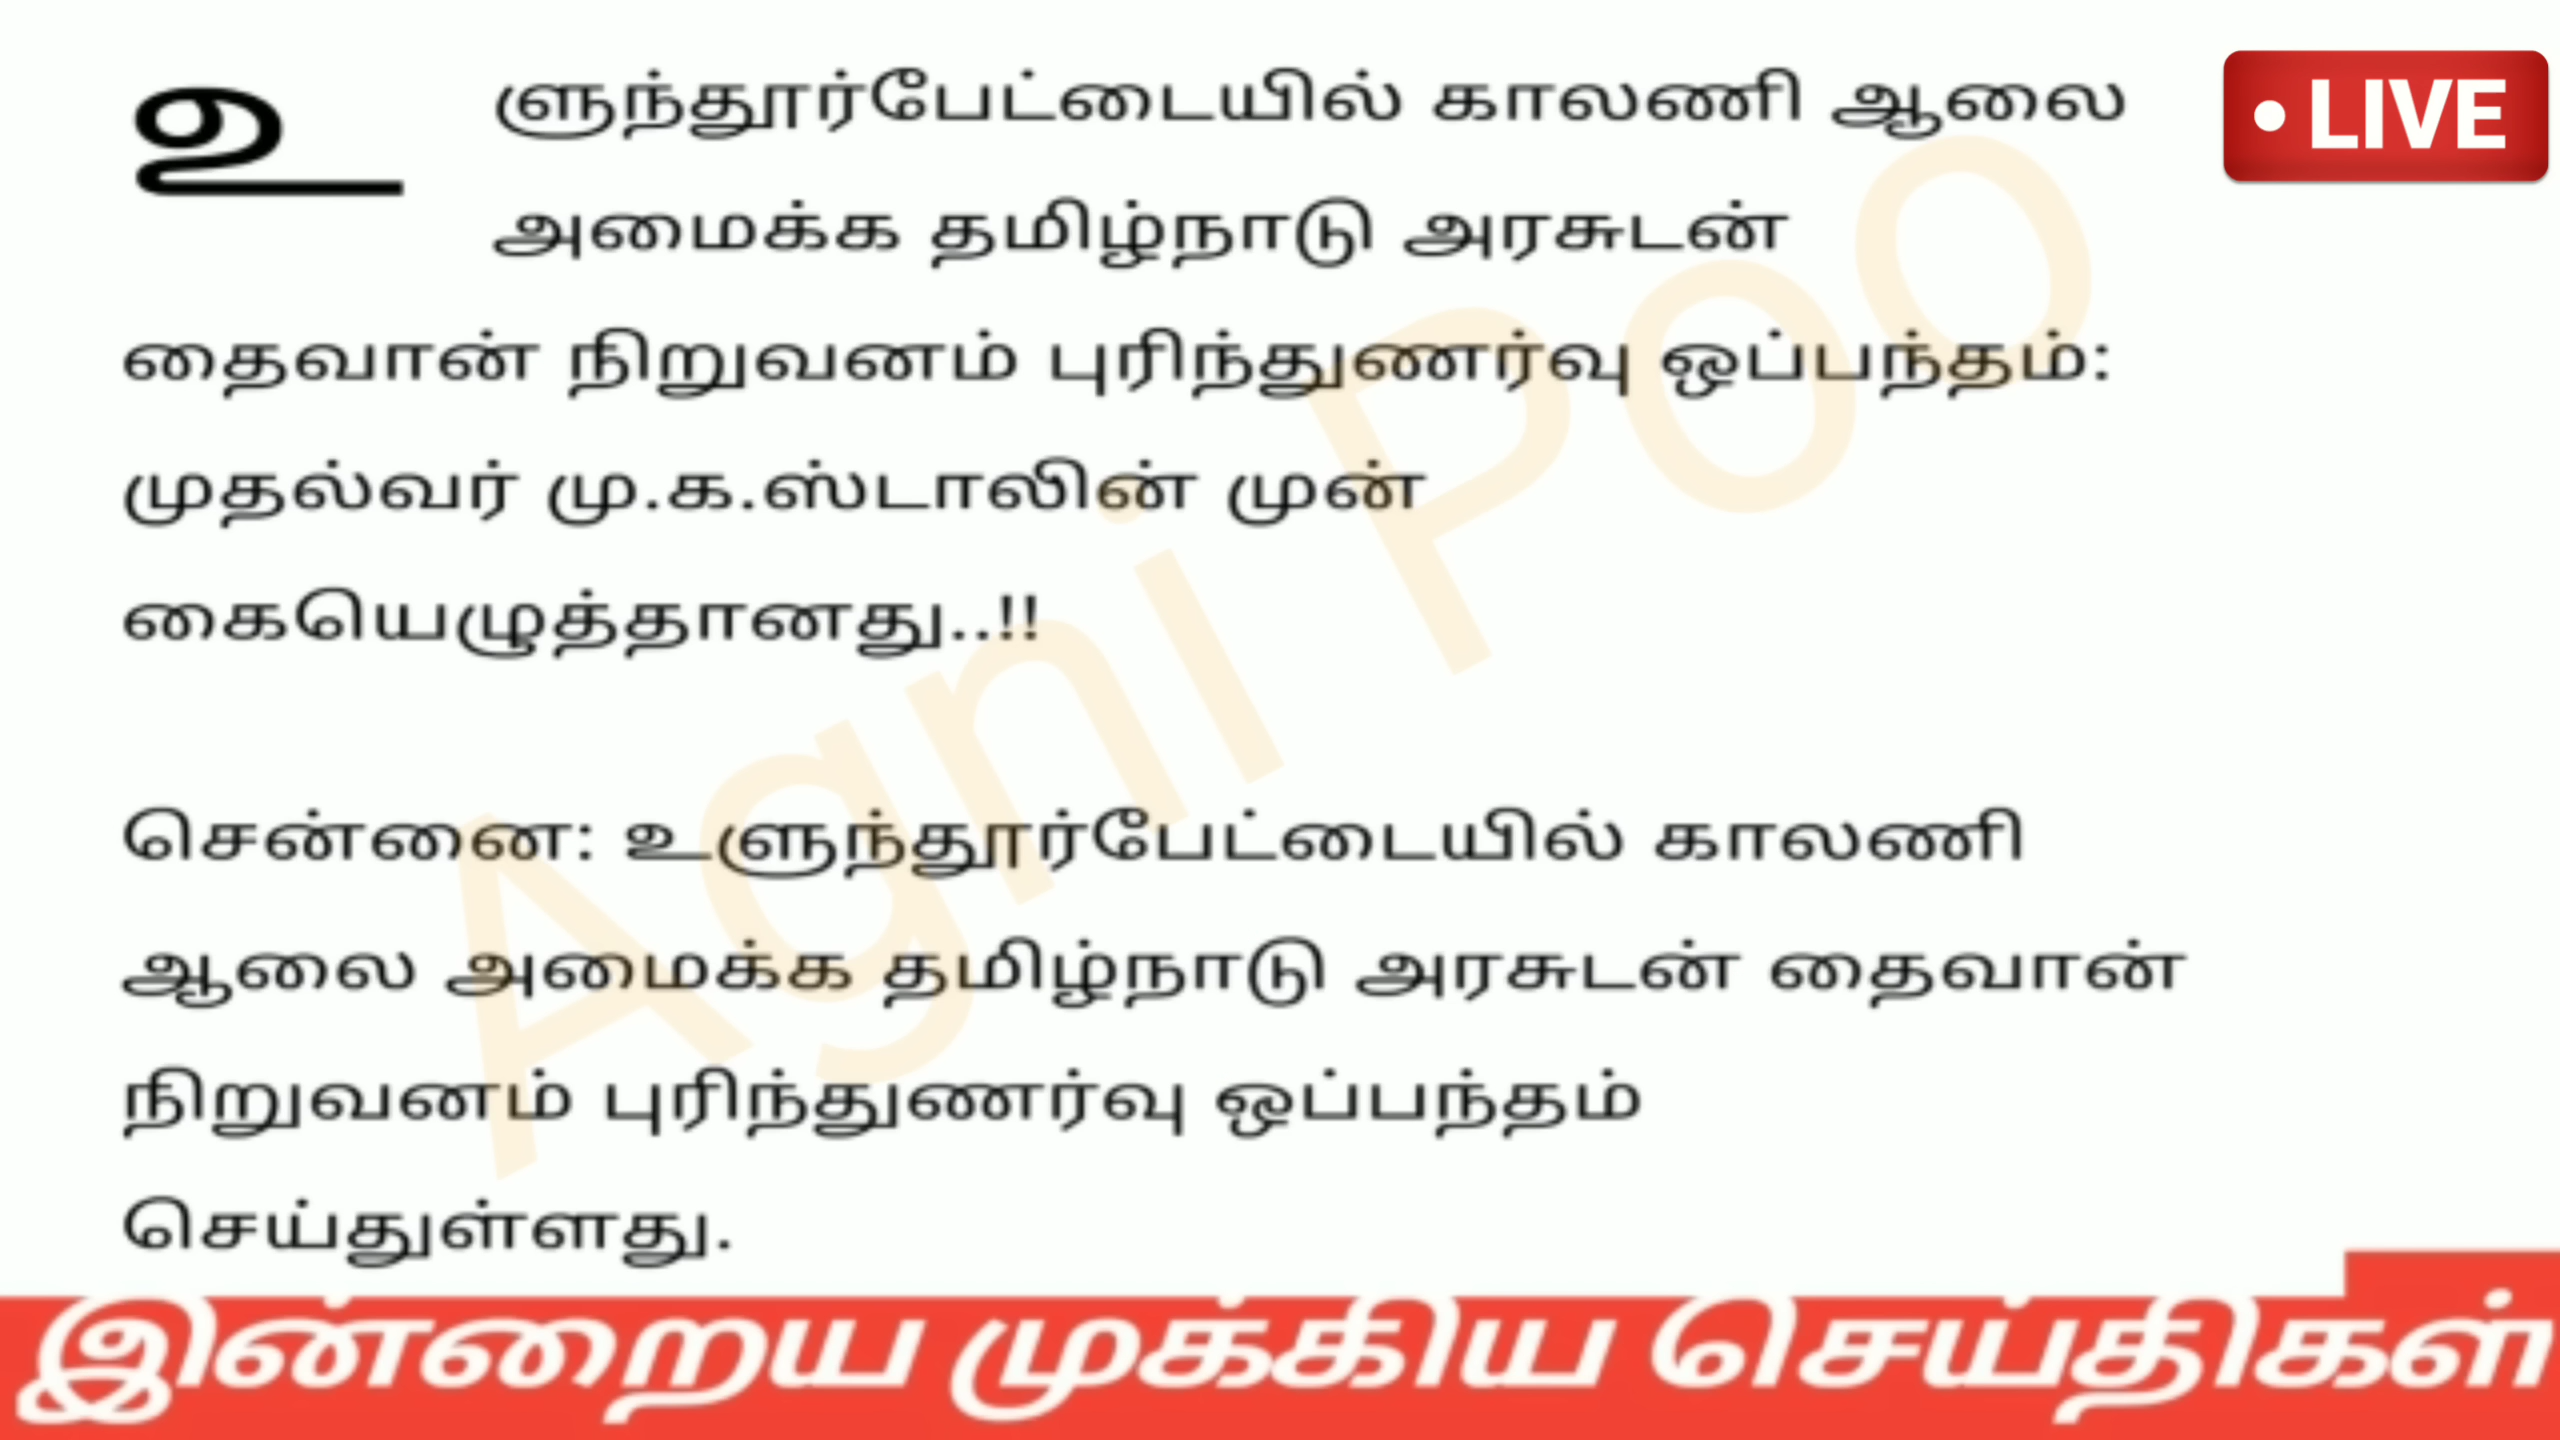 உளுந்தூர்பேட்டையில் காலணி ஆலை
அமைக்க தமிழ்நாடு அரசுடன்
தைவான் நிறுவனம் புரிந்துணர்வு ஒப்பந்தம்:
முதல்வர் மு.க.ஸ்டாலின் முன்
கையெழுத்தானது..!!
சென்னை: உளுந்தூர்பேட்டையில் காலணி
ஆலை அமைக்க தமிழ்நாடு அரசுடன் தைவான்
நிறுவனம் புரிந்துணர்வு ஒப்பந்தம்
செய்துள்ளது.
• LIVE
Agni Poo
இன்றைய முக்கிய செய்திகள்